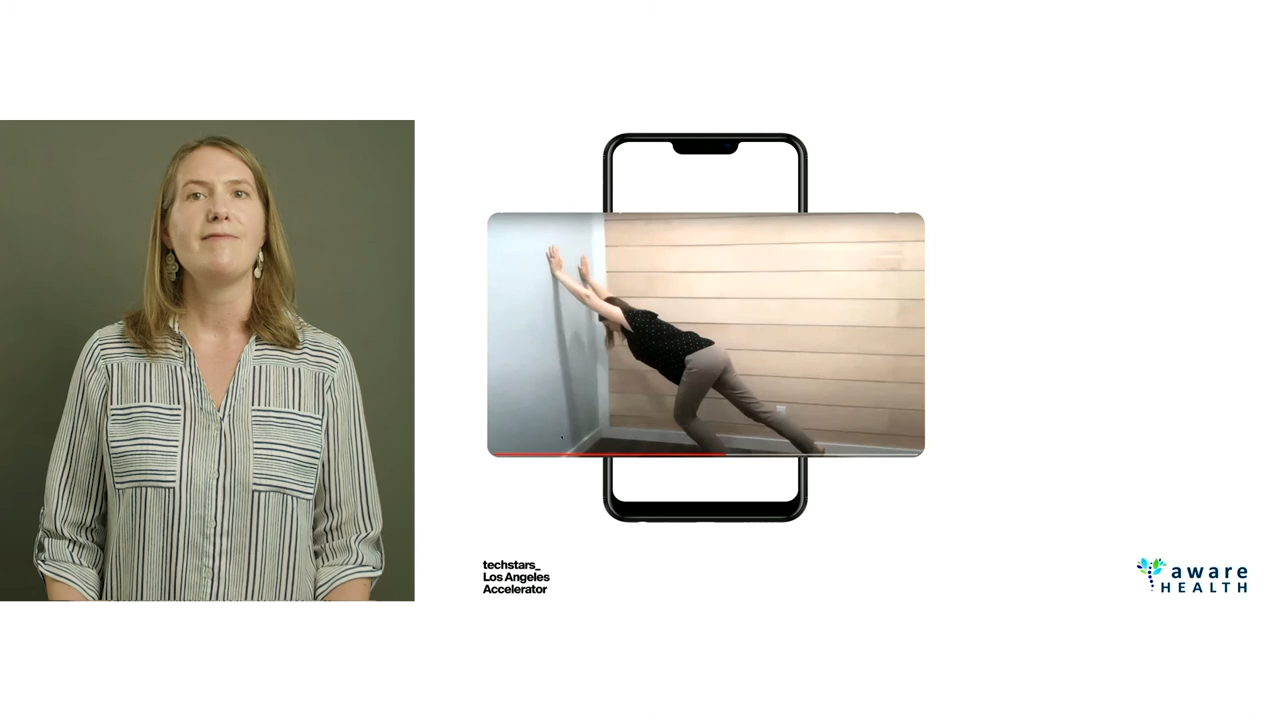 techstars_
Los Angeles
Accelerator
aware
HEALTH